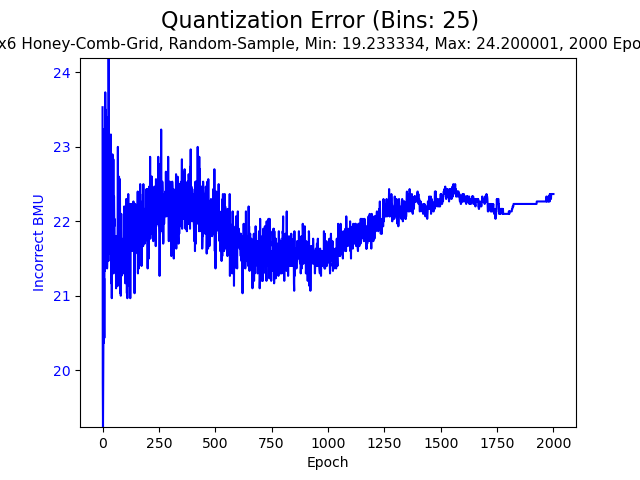 Quantization Error (Bins: 25)
x6 Honey-Comb-Grid, Random-Sample, Min: 19.233334, Max: 24.200001, 2000 Epo
24
23
22
21
20
Incorrect BMU
0 250 500 750 1000 1250 1500 1750 2000
Epoch